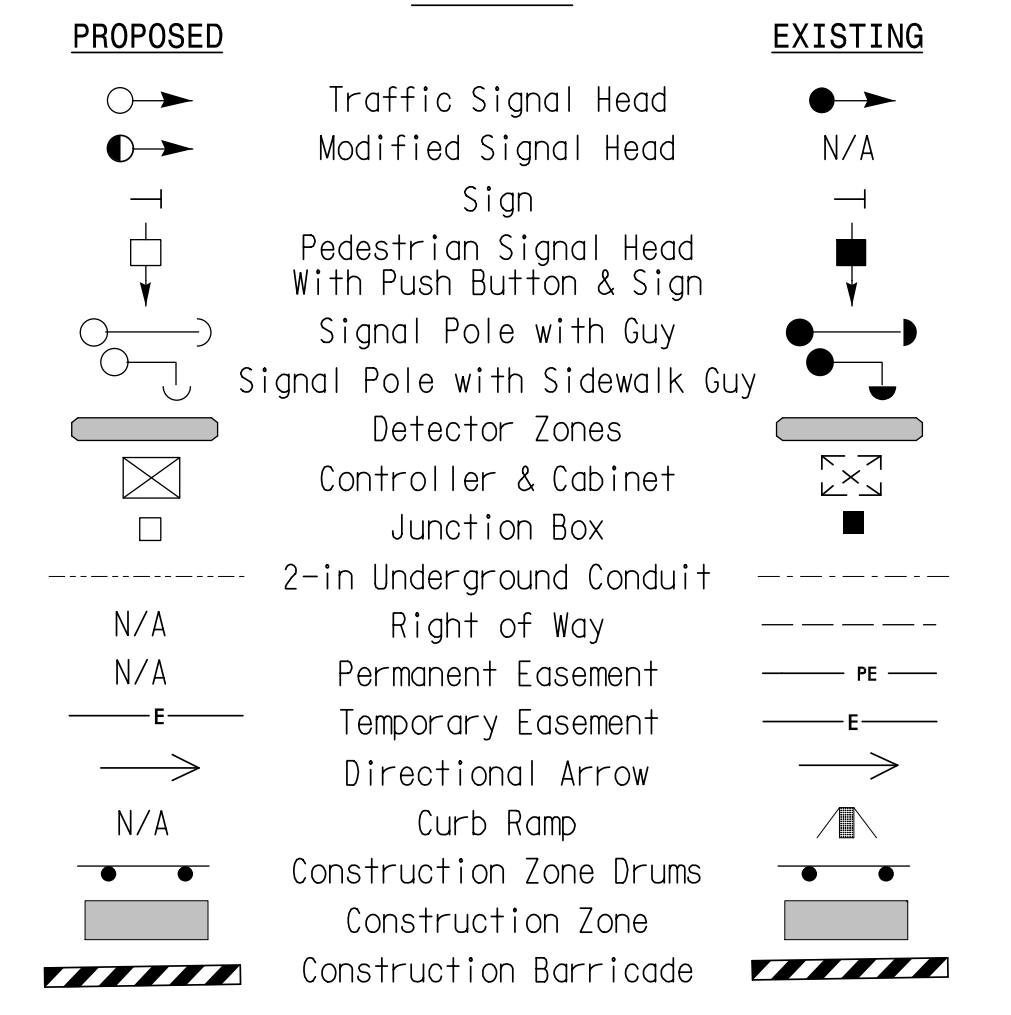 PROPOSED EXISTING
Traffic Signal Head
Modified Signal Head N/A
Sign
Pedestrian Signal Head
With Push Button & Sign
Signal Pole with Guy
Signal Pole with Sidewalk Guy
Detector Zones
Controller & Cabinet
Junction Box
2-in Underground Conduit
N/A Right of Way
N/A Permanent Easement PE
E Temporary Easement E
Directional Arrow
N/A Curb Ramp
Construction Zone Drums
Construction Zone
Construction Barricade